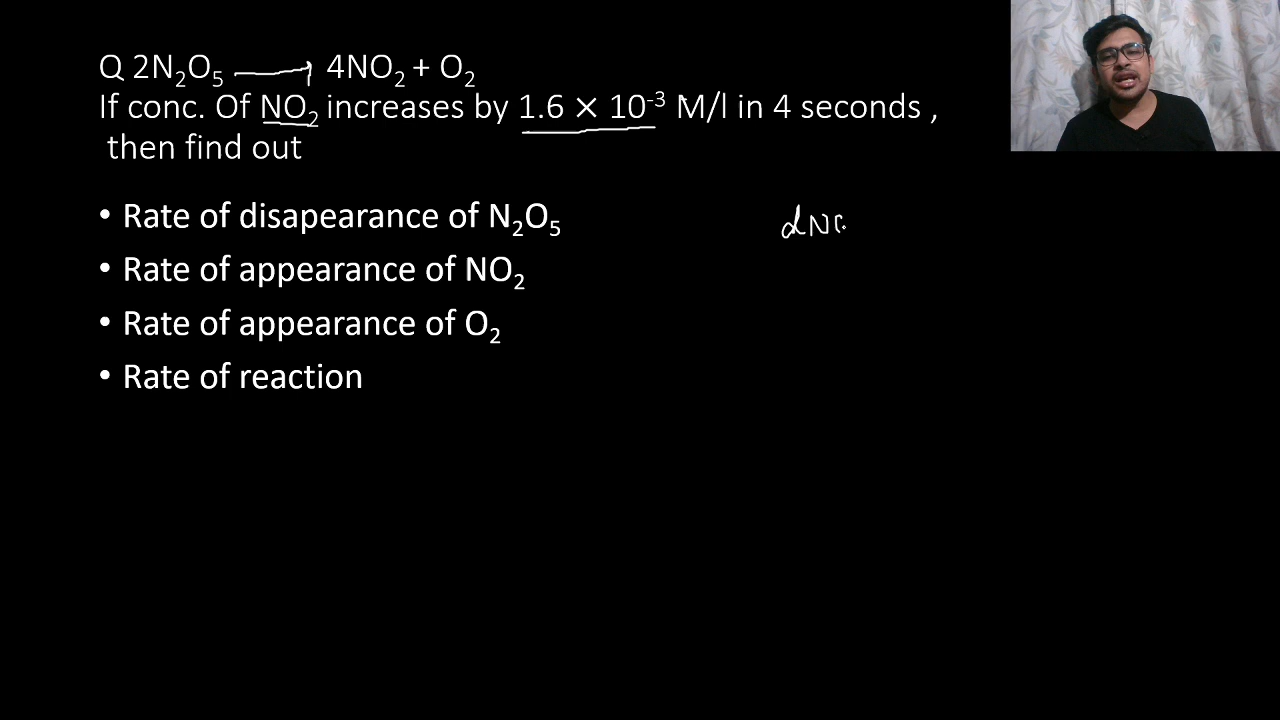 Q 2N₂O₅ → 4NO₂ + O₂
If conc. Of NO₂ increases by 1.6 × 10⁻³ M/l in 4 seconds ,
then find out
• Rate of disapearance of N₂O₅
• Rate of appearance of NO₂
• Rate of appearance of O₂
• Rate of reaction
dN